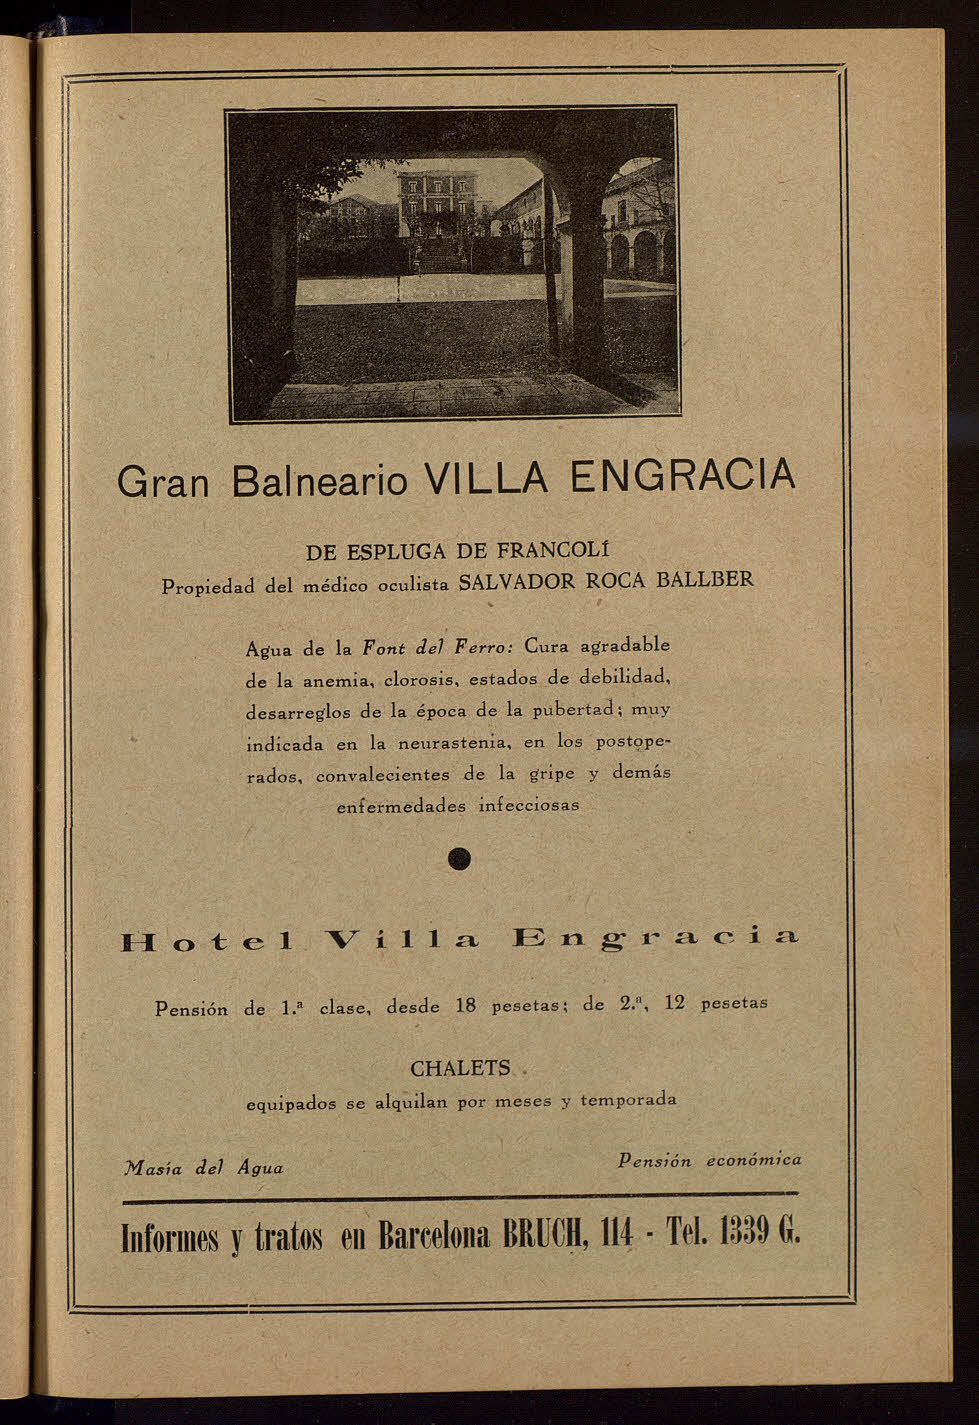 Gran Balneario VILLA ENGRACIA
DE ESPLUGA DE FRANCOLÍ
Propiedad del médico oculista SALVADOR ROCA BALLBER
Agua de la Font del Ferro: Cura agradable
de la anemia, clorosis, estados de debilidad,
desarreglos de la época de la pubertad; muy
indicada en la neurastenia, en los postope-
rados, convalecientes de la gripe y demás
enfermedades infecciosas
Hotel Villa Engracia
Pensión de 1.ª clase, desde 18 pesetas; de 2.ª, 12 pesetas
CHALETS
equipados se alquilan por meses y temporada
Masía del Agua
Pensión económica
Informes y tratos en Barcelona BRUCH, 114 - Tel. 1339 G.